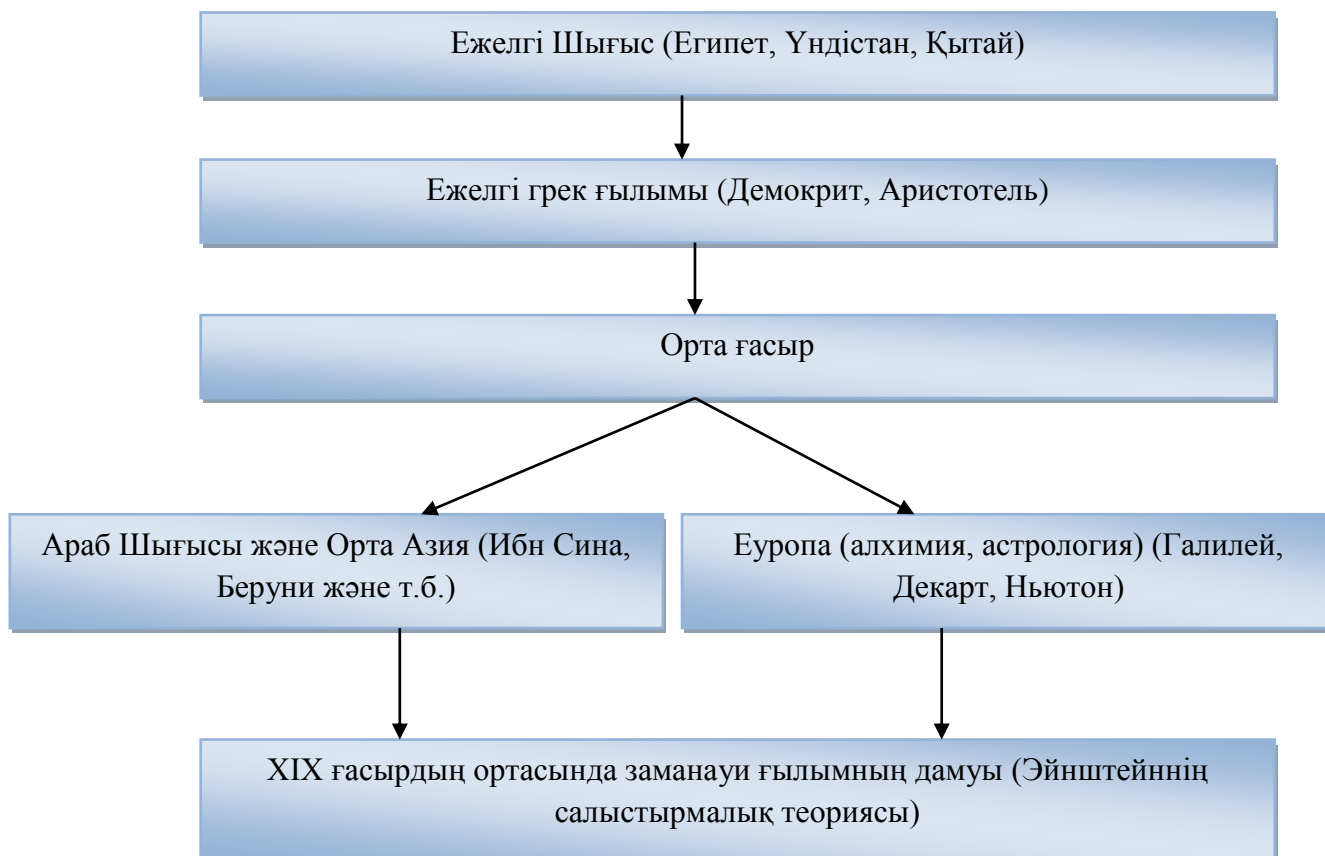 Ежелгі Шығыс (Египет, Үндістан, Қытай)
Ежелгі грек ғылымы (Демокрит, Аристотель)
Орта ғасыр
Араб Шығысы және Орта Азия (Ибн Сина,
Беруни және т.б.)
Еуропа (алхимия, астрология) (Галилей,
Декарт, Ньютон)
XIX ғасырдың ортасында заманауи ғылымның дамуы (Эйнштейннің
салыстырмалық теориясы)